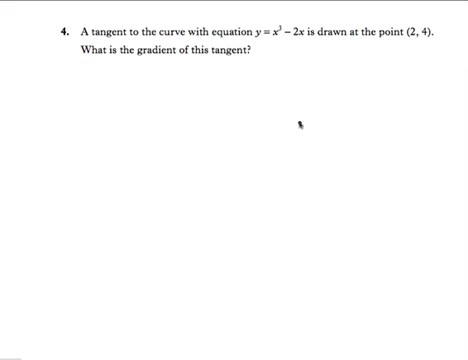 4. A tangent to the curve with equation y = x³ – 2x is drawn at the point (2, 4).
What is the gradient of this tangent?